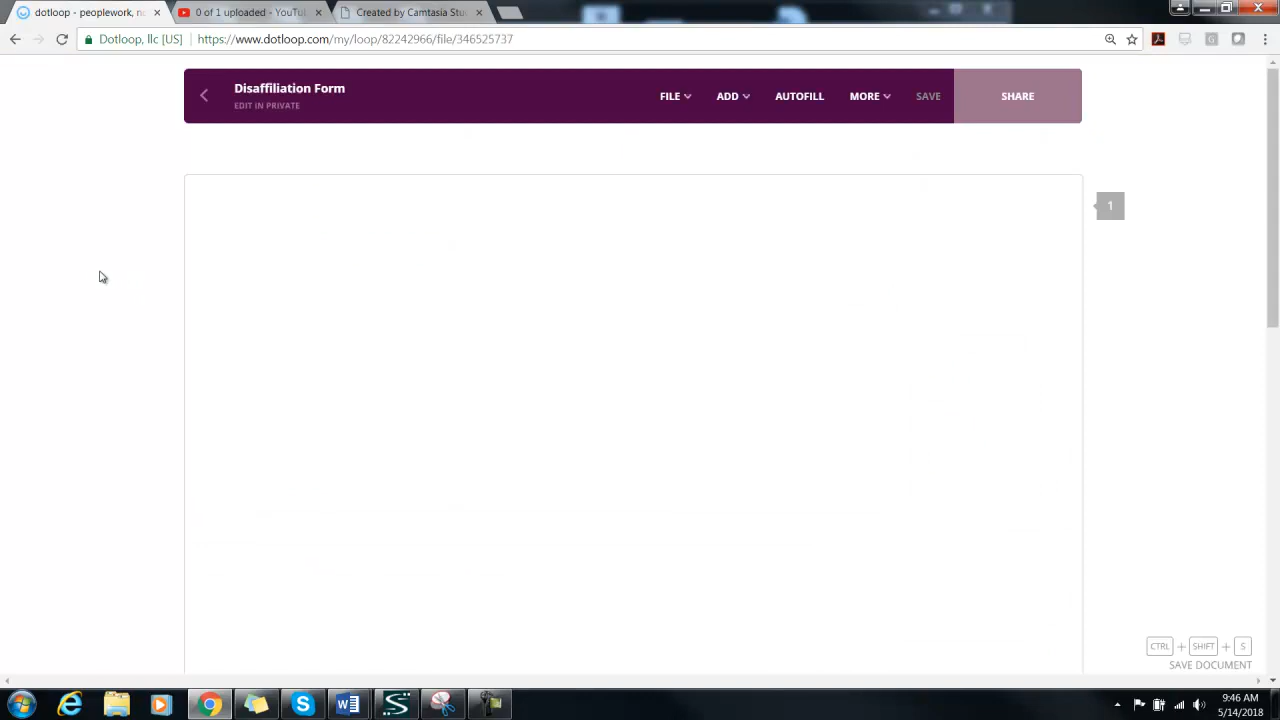 dotloop - peoplework, n
0 of 1 uploaded - YouTu
Created by Camtasia Stu
Dotloop, llc [US]
https://www.dotloop.com/my/loop/82242966/file/346525737
Disaffiliation Form
EDIT IN PRIVATE
FILE
ADD
AUTOFILL
MORE
SAVE
SHARE
1
CTRL + SHIFT + S
SAVE DOCUMENT
9:46 AM
5/14/2018